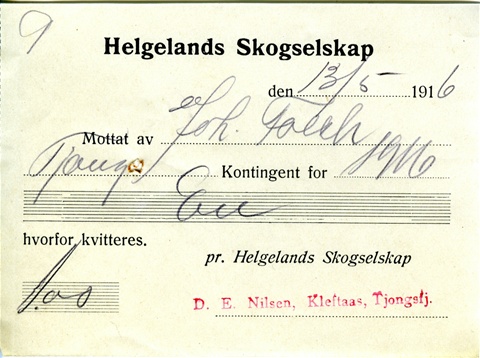 9
Helgelands Skogselskap
den 13/5 1916
Mottat av Joh. Falch
Tjong Kontingent for 1916
En
hvorfor kvitteres.
pr. Helgelands Skogselskap
1.00
D. E. Nilsen, Kleftaas, Tjongsfj.